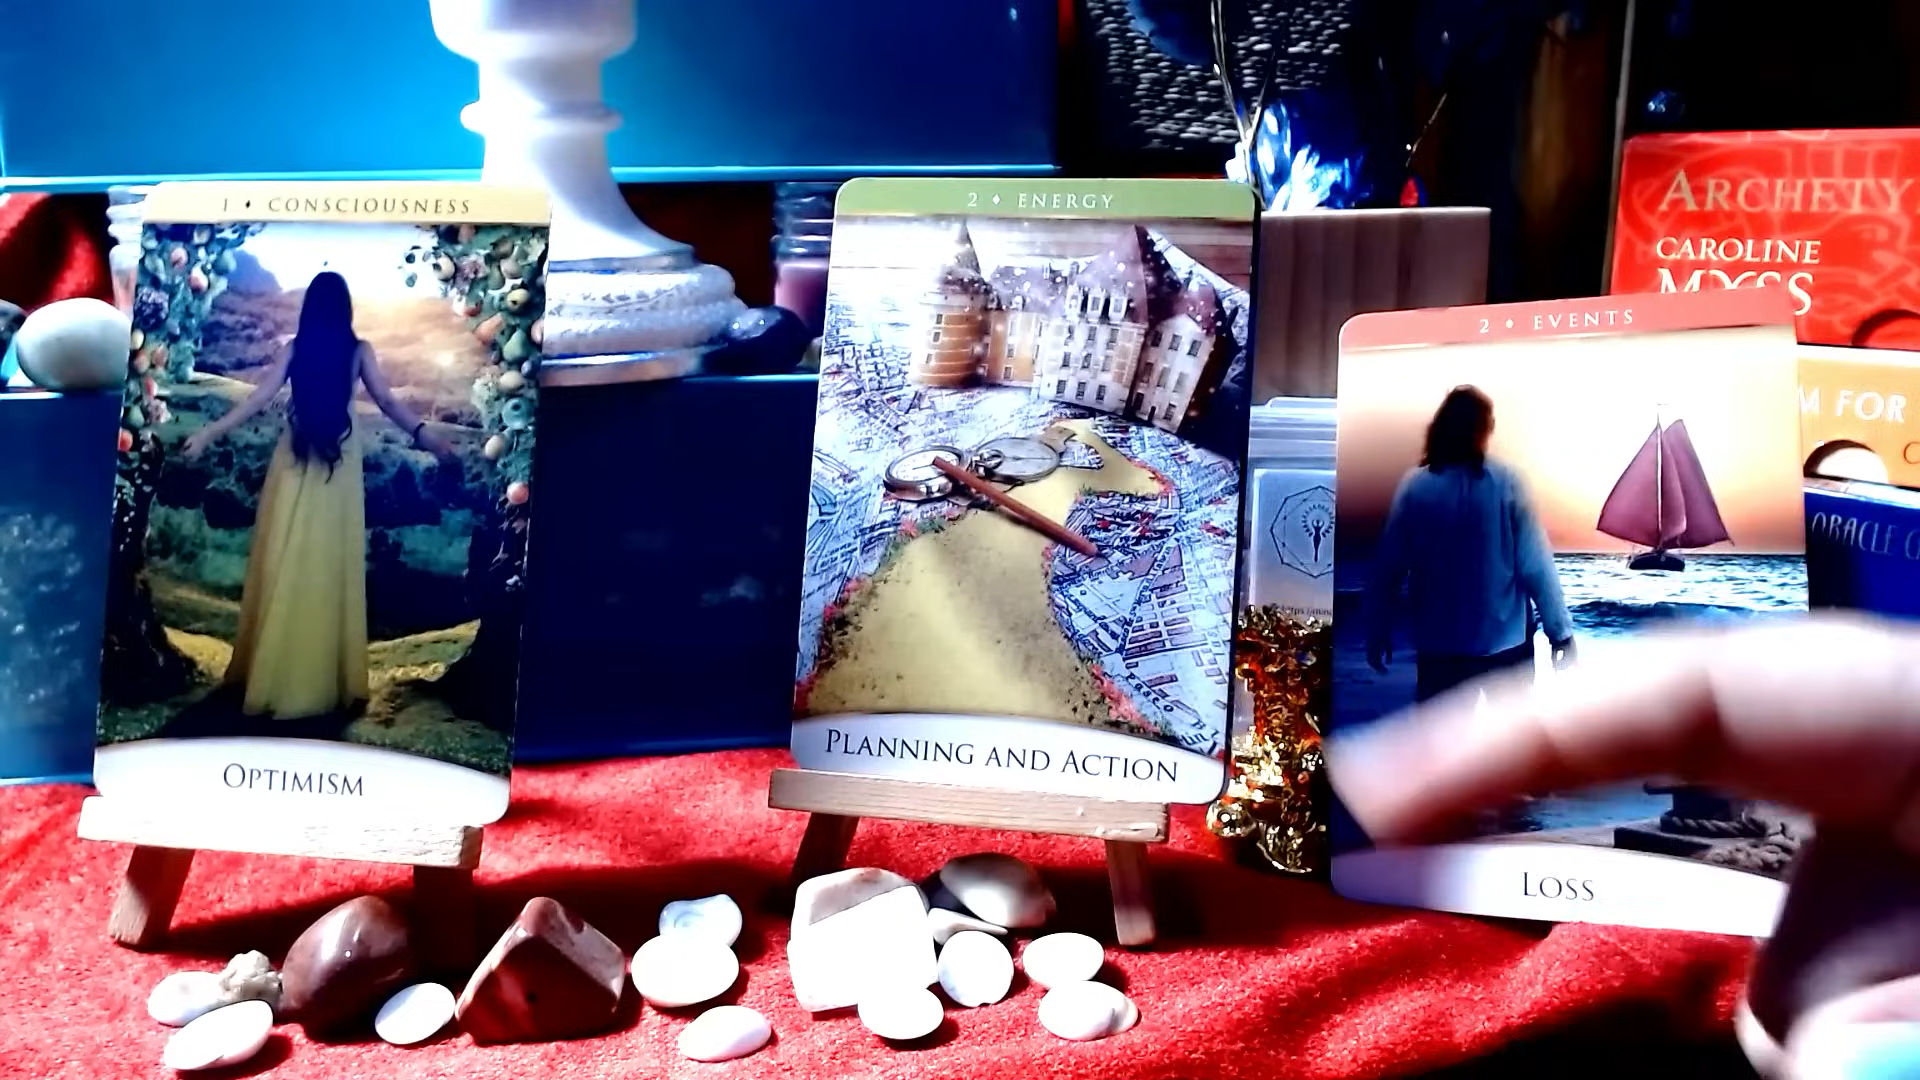 1 ♦ CONSCIOUSNESS
OPTIMISM
2 ♦ ENERGY
PLANNING AND ACTION
2 ♦ EVENTS
LOSS
ARCHETY
CAROLINE
MYSS
M FOR
ORACLE